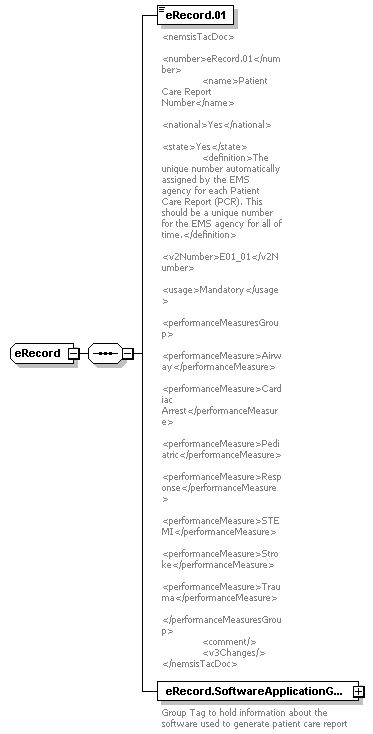 eRecord.01
<nemsisTacDoc>
<number>eRecord.01</num
ber>
<name>Patient
Care Report
Number</name>
<national>Yes</national>
<state>Yes</state>
<definition>The
unique number automatically
assigned by the EMS
agency for each Patient
Care Report (PCR). This
should be a unique number
for the EMS agency for all of
time.</definition>
<v2Number>E01_01</v2N
umber>
<usage>Mandatory</usage
>
<performanceMeasuresGrou
p>
<performanceMeasure>Airw
ay</performanceMeasure>
<performanceMeasure>Card
iac
Arrest</performanceMeasur
e>
<performanceMeasure>Pedi
atric</performanceMeasure>
<performanceMeasure>Resp
onse</performanceMeasure
>
<performanceMeasure>STE
MI</performanceMeasure>
<performanceMeasure>Stro
ke</performanceMeasure>
<performanceMeasure>Trau
ma</performanceMeasure>
</performanceMeasuresGrou
p>
<comment/>
<v3Changes/>
</nemsisTacDoc>
eRecord
eRecord.SoftwareApplicationG...
Group Tag to hold information about the
software used to generate patient care report